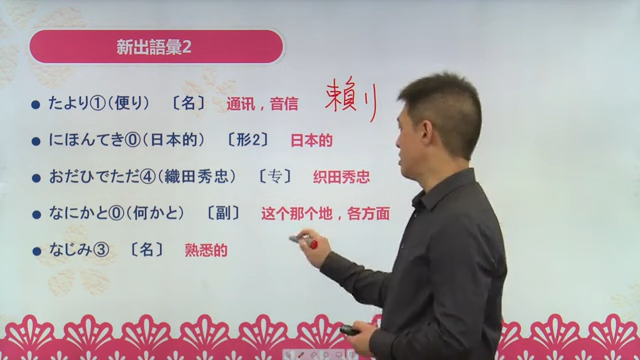 新出語彙2
たより①(便り) 〔名〕 通讯，音信 頼り
にほんてき⓪(日本的) 〔形2〕 日本的
おだひでただ④(織田秀忠) 〔专〕 织田秀忠
なにかと⓪(何かと) 〔副〕 这个那个地，各方面
なじみ③ 〔名〕 熟悉的